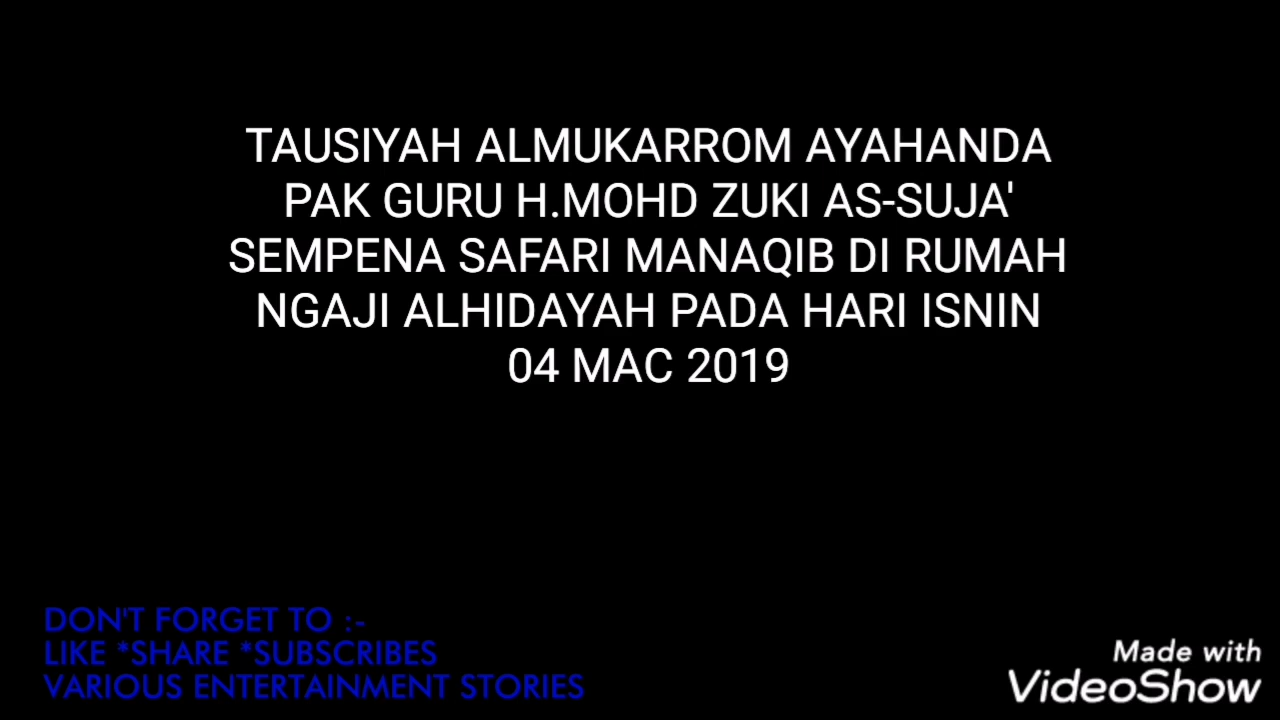 TAUSIYAH ALMUKARROM AYAHANDA
PAK GURU H.MOHD ZUKI AS-SUJA'
SEMPENA SAFARI MANAQIB DI RUMAH
NGAJI ALHIDAYAH PADA HARI ISNIN
04 MAC 2019
DON'T FORGET TO :-
LIKE *SHARE *SUBSCRIBES
VARIOUS ENTERTAINMENT STORIES
Made with
VideoShow